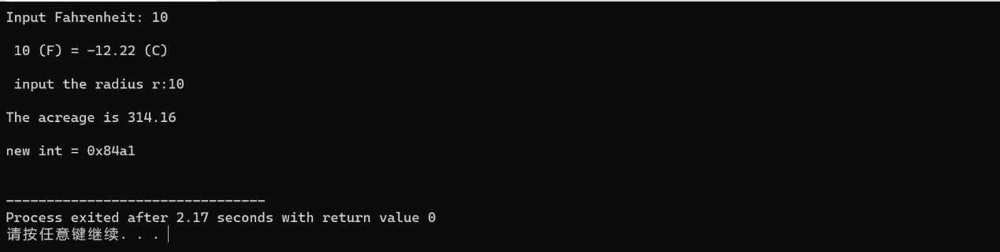 Input Fahrenheit: 10
10 (F) = -12.22 (C)
input the radius r:10
The acreage is 314.16
new int = 0x84a1
--------------------------------
Process exited after 2.17 seconds with return value 0
请按任意键继续. . .